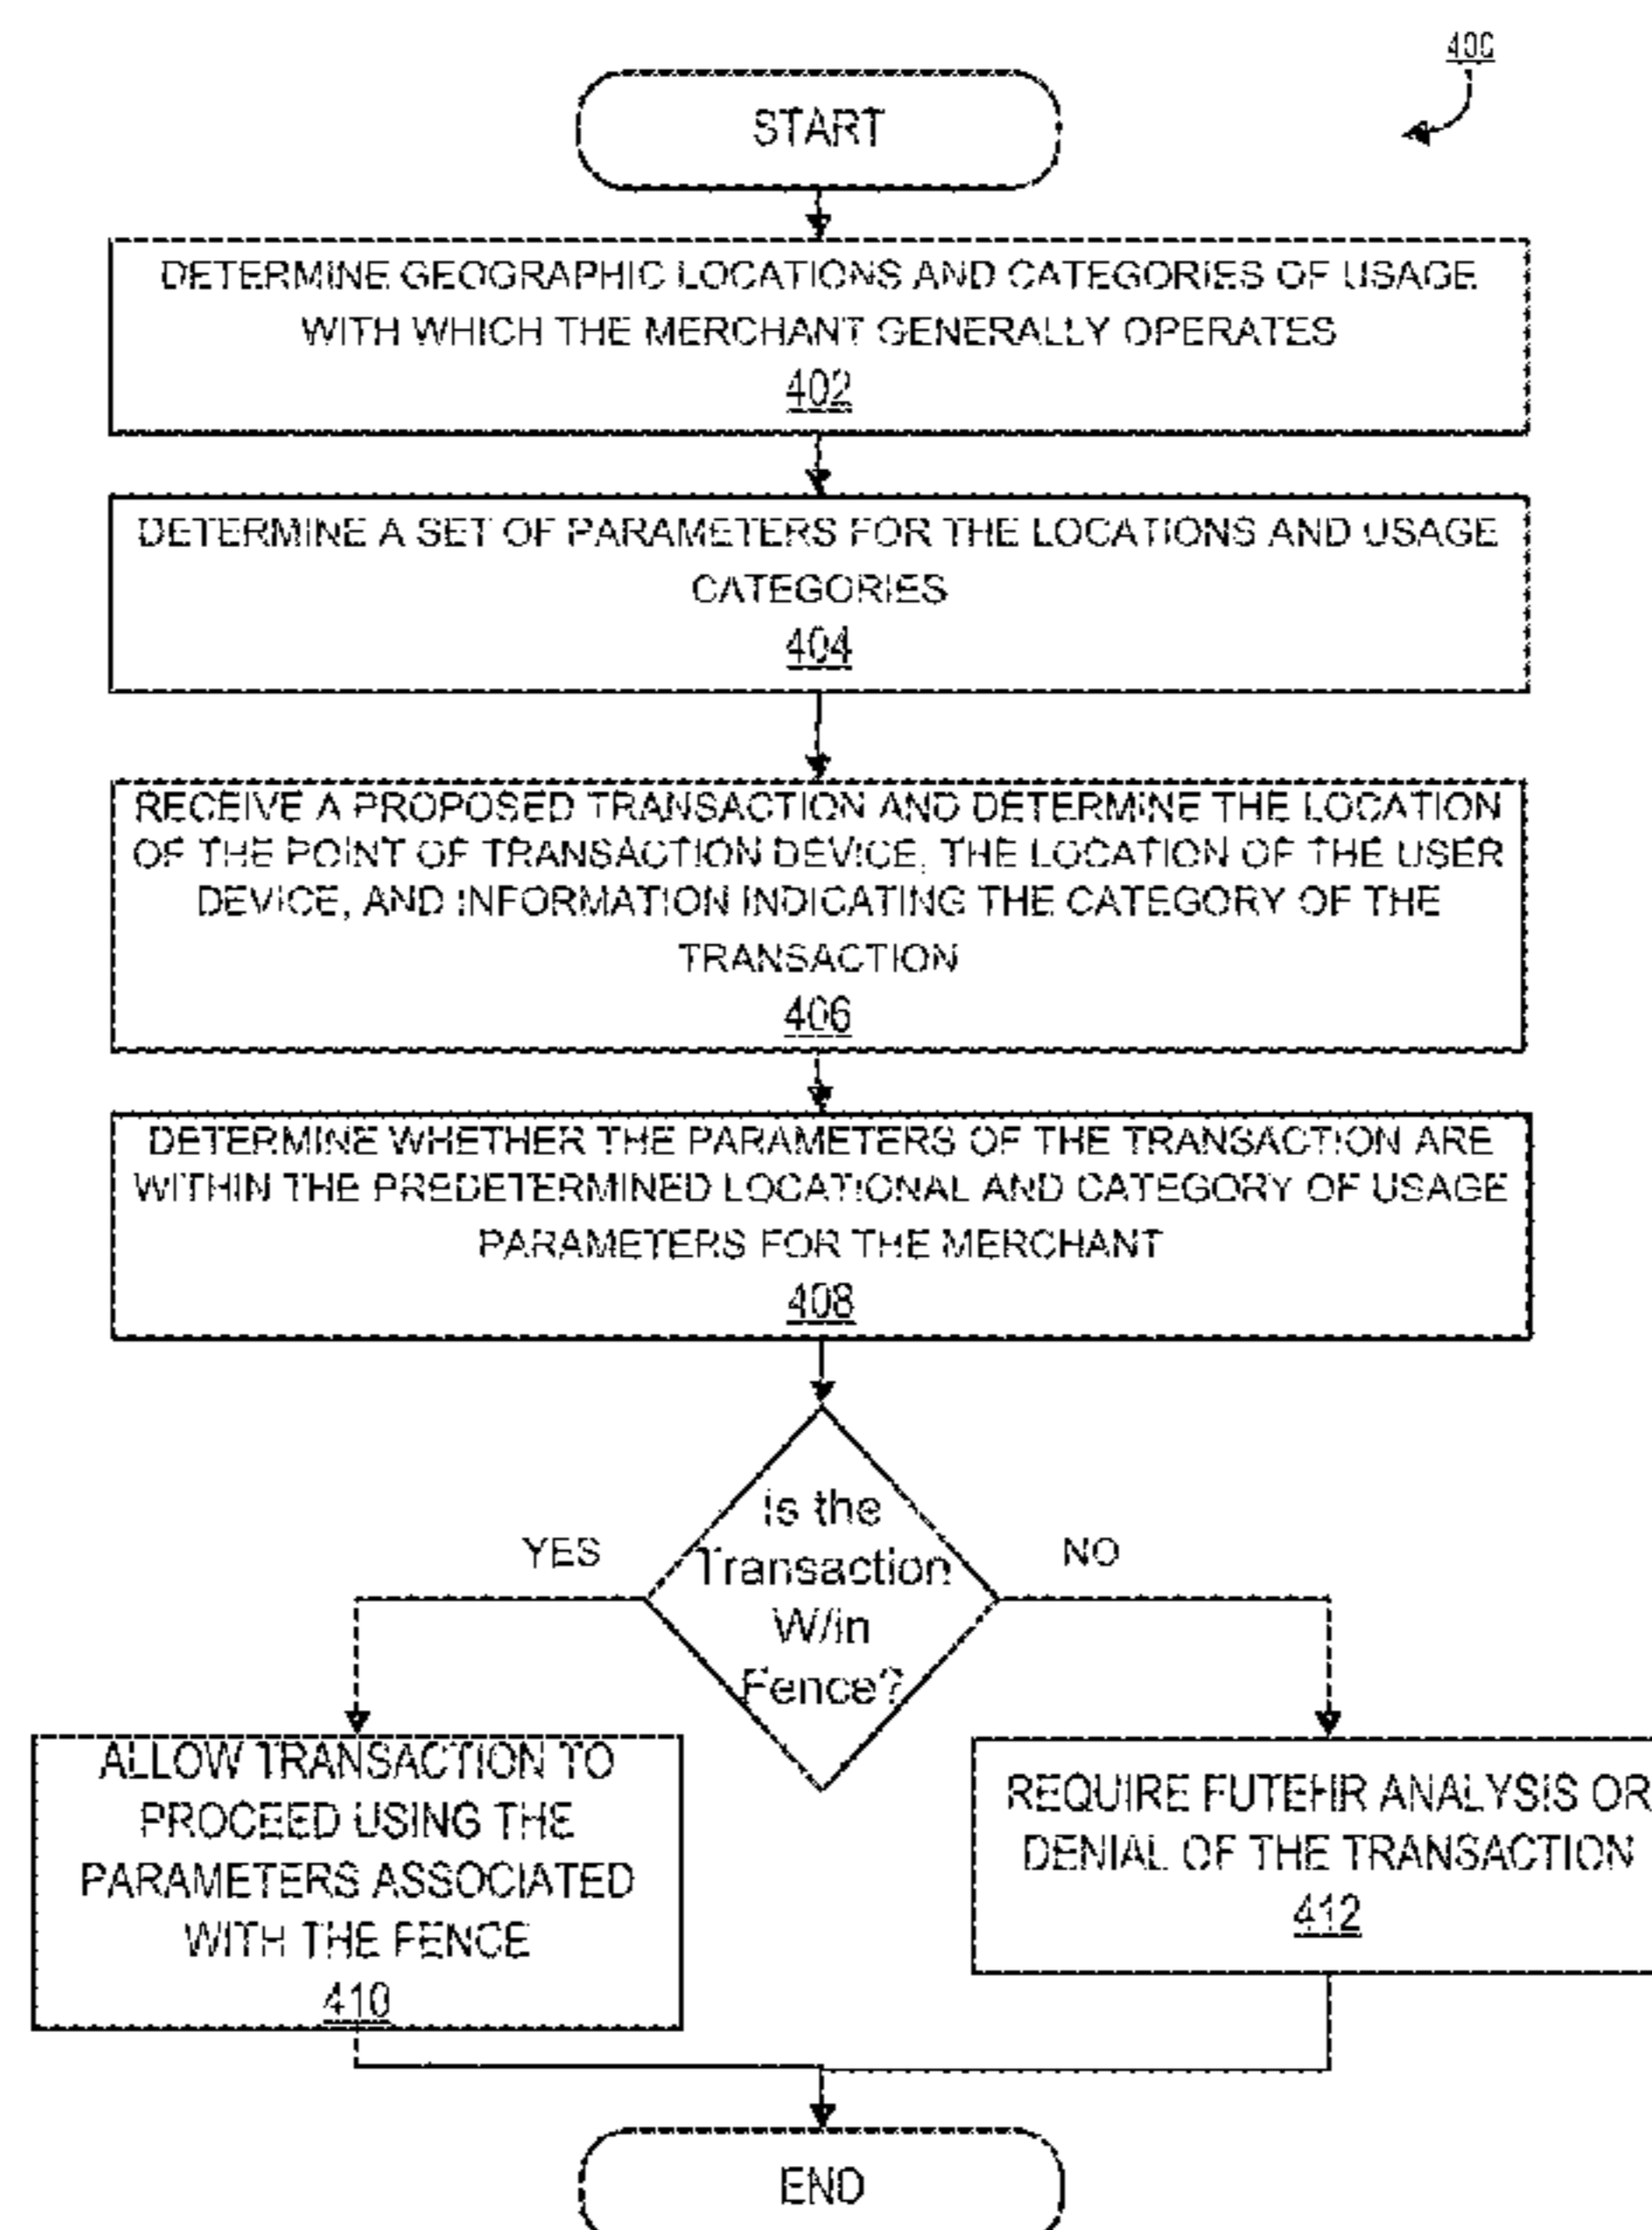 400
START
DETERMINE GEOGRAPHIC LOCATIONS AND CATEGORIES OF USAGE
WITH WHICH THE MERCHANT GENERALLY OPERATES
402
DETERMINE A SET OF PARAMETERS FOR THE LOCATIONS AND USAGE
CATEGORIES
404
RECEIVE A PROPOSED TRANSACTION AND DETERMINE THE LOCATION
OF THE POINT OF TRANSACTION DEVICE, THE LOCATION OF THE USER
DEVICE, AND INFORMATION INDICATING THE CATEGORY OF THE
TRANSACTION
406
DETERMINE WHETHER THE PARAMETERS OF THE TRANSACTION ARE
WITHIN THE PREDETERMINED LOCATIONAL AND CATEGORY OF USAGE
PARAMETERS FOR THE MERCHANT
408
Is the
Transaction
W/in
Fence?
YES
NO
ALLOW TRANSACTION TO
PROCEED USING THE
PARAMETERS ASSOCIATED
WITH THE FENCE
410
REQUIRE FUTEHIR ANALYSIS OR
DENIAL OF THE TRANSACTION
412
END